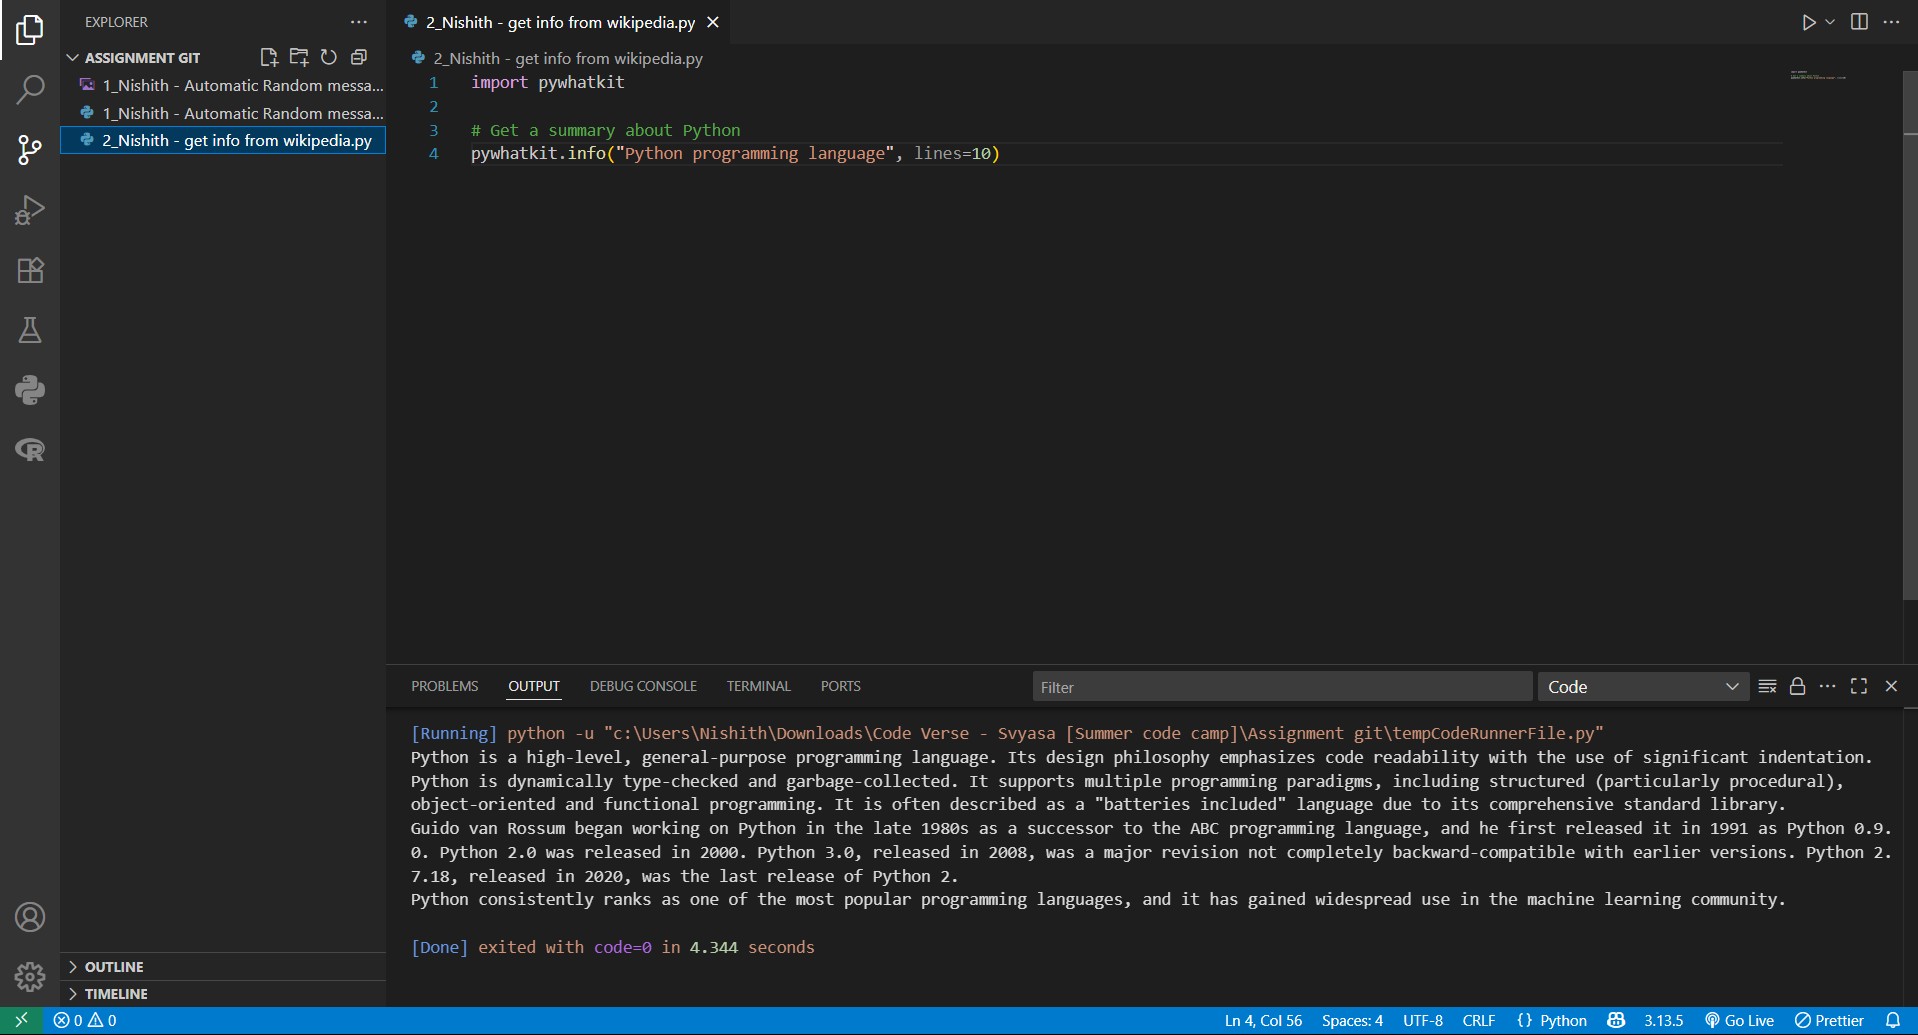 EXPLORER
ASSIGNMENT GIT
1_Nishith - Automatic Random messa...
1_Nishith - Automatic Random messa...
2_Nishith - get info from wikipedia.py
OUTLINE
TIMELINE
2_Nishith - get info from wikipedia.py
2_Nishith - get info from wikipedia.py
1 import pywhatkit
2
3 # Get a summary about Python
4 pywhatkit.info("Python programming language", lines=10)
PROBLEMS OUTPUT DEBUG CONSOLE TERMINAL PORTS Filter Code
[Running] python -u "c:\Users\Nishith\Downloads\Code Verse - Svyasa [Summer code camp]\Assignment git\tempCodeRunnerFile.py"
Python is a high-level, general-purpose programming language. Its design philosophy emphasizes code readability with the use of significant indentation.
Python is dynamically type-checked and garbage-collected. It supports multiple programming paradigms, including structured (particularly procedural),
object-oriented and functional programming. It is often described as a "batteries included" language due to its comprehensive standard library.
Guido van Rossum began working on Python in the late 1980s as a successor to the ABC programming language, and he first released it in 1991 as Python 0.9.
0. Python 2.0 was released in 2000. Python 3.0, released in 2008, was a major revision not completely backward-compatible with earlier versions. Python 2.
7.18, released in 2020, was the last release of Python 2.
Python consistently ranks as one of the most popular programming languages, and it has gained widespread use in the machine learning community.
[Done] exited with code=0 in 4.344 seconds
0 0 Ln 4, Col 56 Spaces: 4 UTF-8 CRLF {} Python 3.13.5 Go Live Prettier